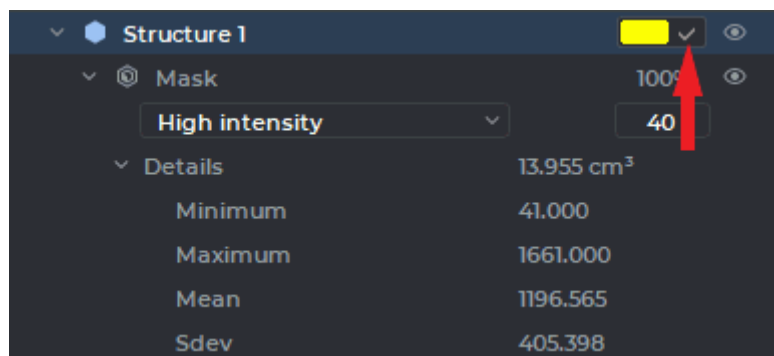 Structure 1
Mask 100%
High intensity 40
Details 13.955 cm³
Minimum 41.000
Maximum 1661.000
Mean 1196.565
Sdev 405.398